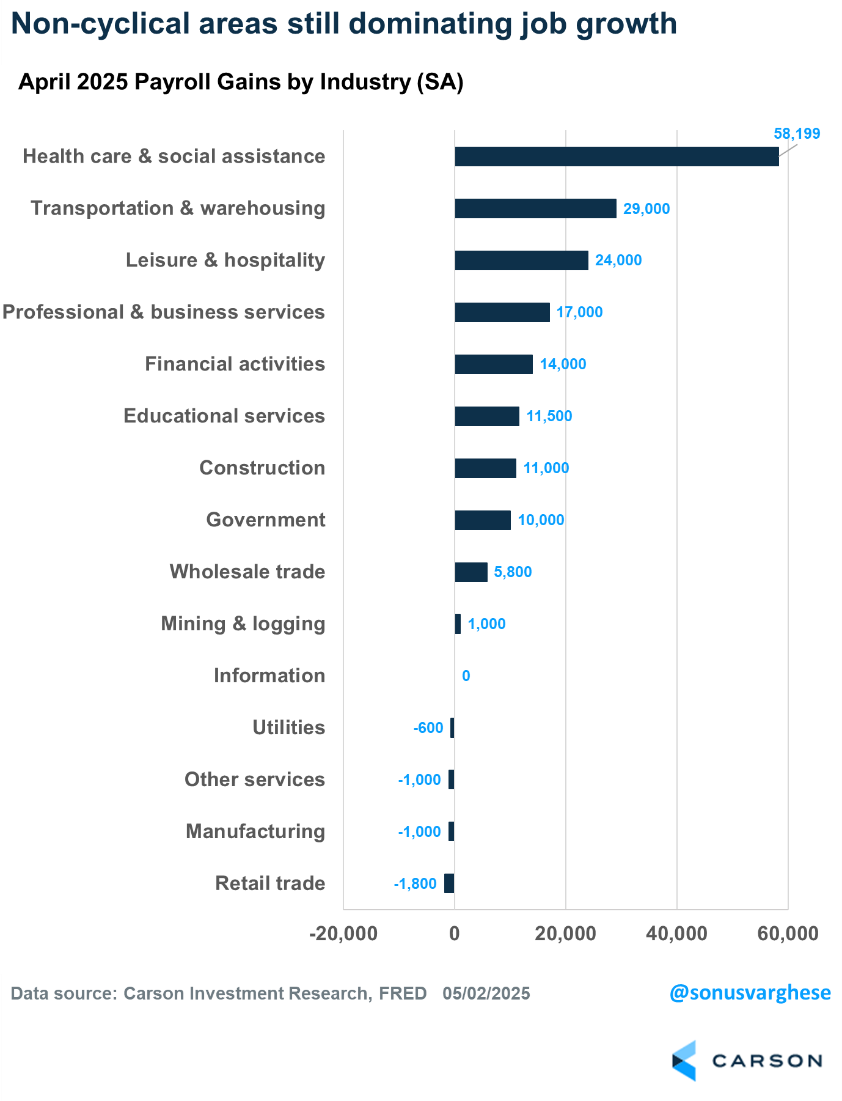 Non-cyclical areas still dominating job growth
April 2025 Payroll Gains by Industry (SA)
Health care & social assistance 58,199
Transportation & warehousing 29,000
Leisure & hospitality 24,000
Professional & business services 17,000
Financial activities 14,000
Educational services 11,500
Construction 11,000
Government 10,000
Wholesale trade 5,800
Mining & logging 1,000
Information 0
Utilities -600
Other services -1,000
Manufacturing -1,000
Retail trade -1,800
-20,000 0 20,000 40,000 60,000
Data source: Carson Investment Research, FRED 05/02/2025 @sonusvarghese
CARSON